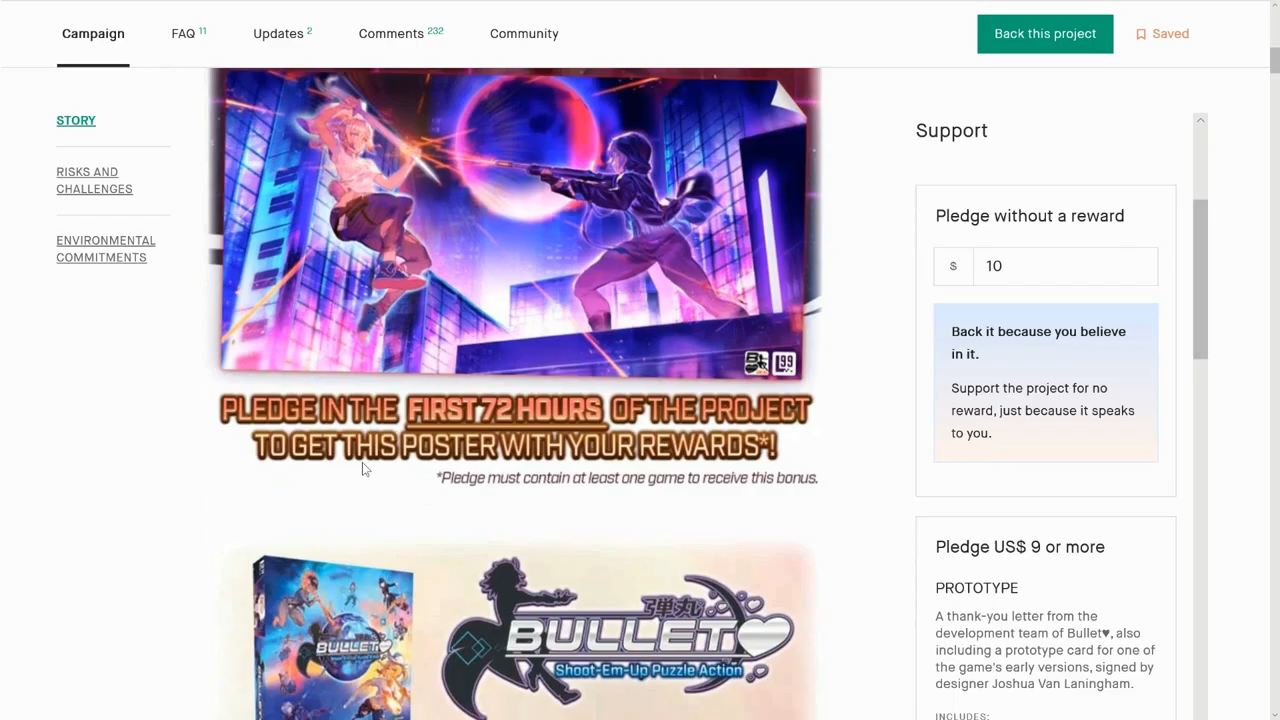 Campaign
FAQ 11
Updates 2
Comments 232
Community
Back this project
Saved
STORY
RISKS AND
CHALLENGES
ENVIRONMENTAL
COMMITMENTS
L99
PLEDGE IN THE FIRST 72 HOURS OF THE PROJECT
TO GET THIS POSTER WITH YOUR REWARDS*!
*Pledge must contain at least one game to receive this bonus.
BULLET
弾丸
BULLET
Shoot-Em-Up Puzzle Action
Support
Pledge without a reward
$ 10
Back it because you believe
in it.
Support the project for no
reward, just because it speaks
to you.
Pledge US$ 9 or more
PROTOTYPE
A thank-you letter from the
development team of Bullet♥, also
including a prototype card for one of
the game's early versions, signed by
designer Joshua Van Laningham.
INCLUDES: